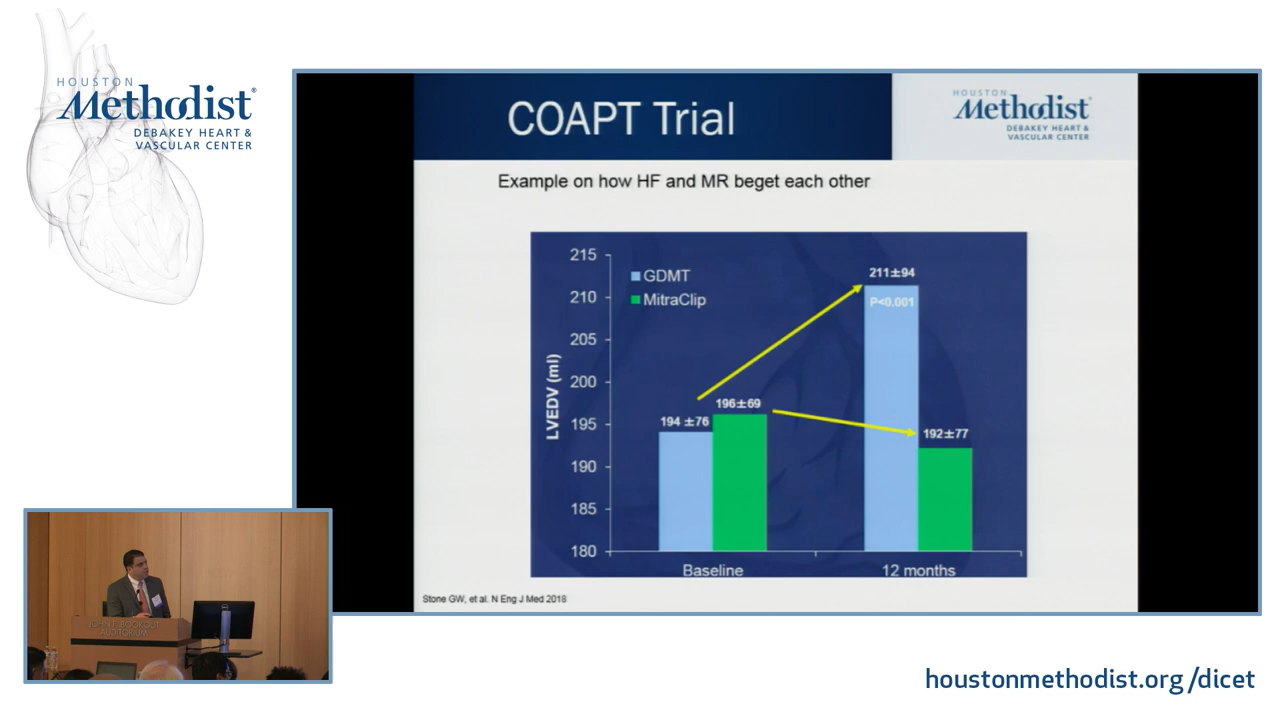 HOUSTON
Methodist®
DEBAKEY HEART &
VASCULAR CENTER
COAPT Trial
HOUSTON
Methodist
DEBAKEY HEART &
VASCULAR CENTER
Example on how HF and MR beget each other
215
210
205
200
195
190
185
180
LVEDV (ml)
GDMT
MitraClip
194 ±76
196±69
211±94
P<0.001
192±77
Baseline
12 months
Stone GW, et al. N Eng J Med 2018
JOHN F. BOOKOUT
AUDITORIUM
houstonmethodist.org/dicet